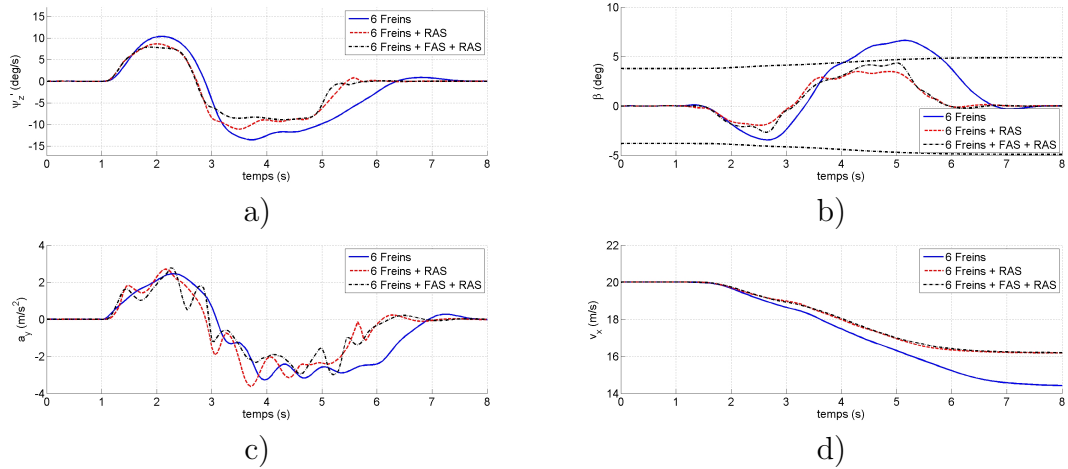 15
10
5
0
-5
-10
-15
ψz' (deg/s)
6 Freins
6 Freins + RAS
6 Freins + FAS + RAS
0 1 2 3 4 5 6 7 8
temps (s)
a)
10
5
0
-5
β (deg)
6 Freins
6 Freins + RAS
6 Freins + FAS + RAS
0 1 2 3 4 5 6 7 8
temps (s)
b)
4
2
0
-2
-4
ay (m/s²)
6 Freins
6 Freins + RAS
6 Freins + FAS + RAS
0 1 2 3 4 5 6 7 8
temps (s)
c)
22
20
18
16
14
vx (m/s)
6 Freins
6 Freins + RAS
6 Freins + FAS + RAS
0 1 2 3 4 5 6 7 8
temps (s)
d)